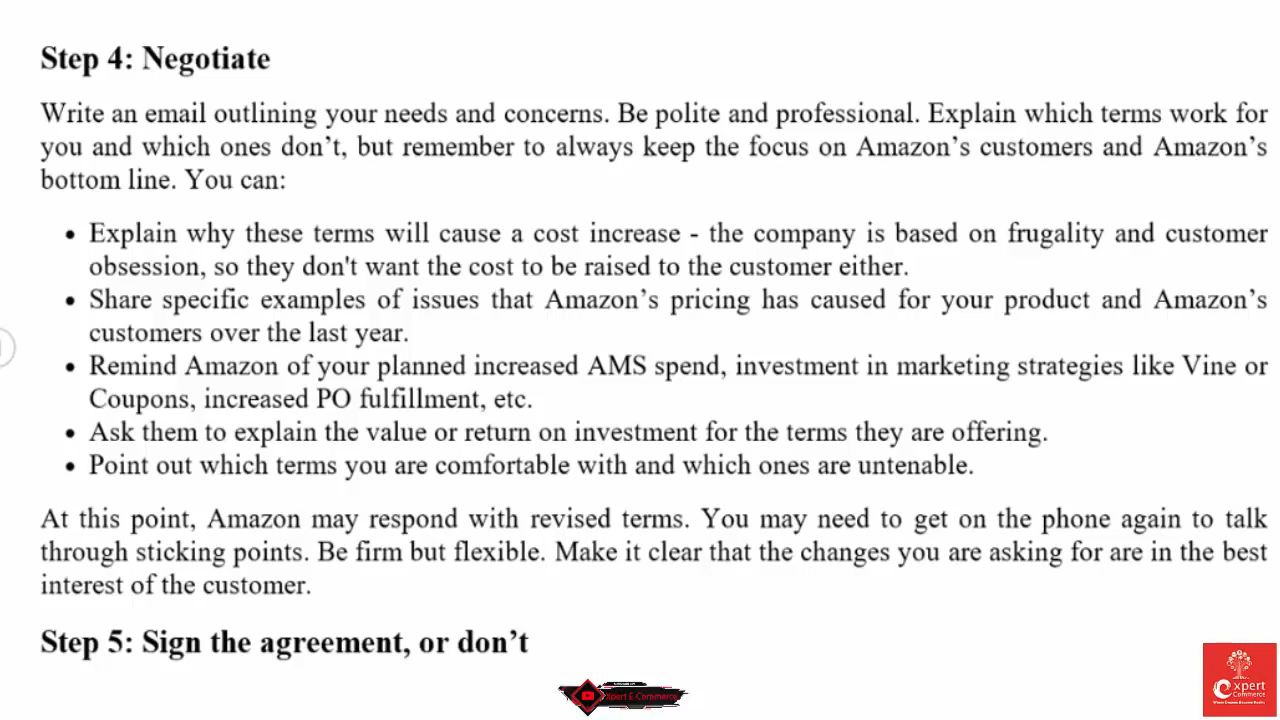 Step 4: Negotiate
Write an email outlining your needs and concerns. Be polite and professional. Explain which terms work for
you and which ones don’t, but remember to always keep the focus on Amazon’s customers and Amazon’s
bottom line. You can:
• Explain why these terms will cause a cost increase - the company is based on frugality and customer
obsession, so they don't want the cost to be raised to the customer either.
• Share specific examples of issues that Amazon’s pricing has caused for your product and Amazon’s
customers over the last year.
• Remind Amazon of your planned increased AMS spend, investment in marketing strategies like Vine or
Coupons, increased PO fulfillment, etc.
• Ask them to explain the value or return on investment for the terms they are offering.
• Point out which terms you are comfortable with and which ones are untenable.
At this point, Amazon may respond with revised terms. You may need to get on the phone again to talk
through sticking points. Be firm but flexible. Make it clear that the changes you are asking for are in the best
interest of the customer.
Step 5: Sign the agreement, or don’t
Xpert E-Commerce
expert
Commerce